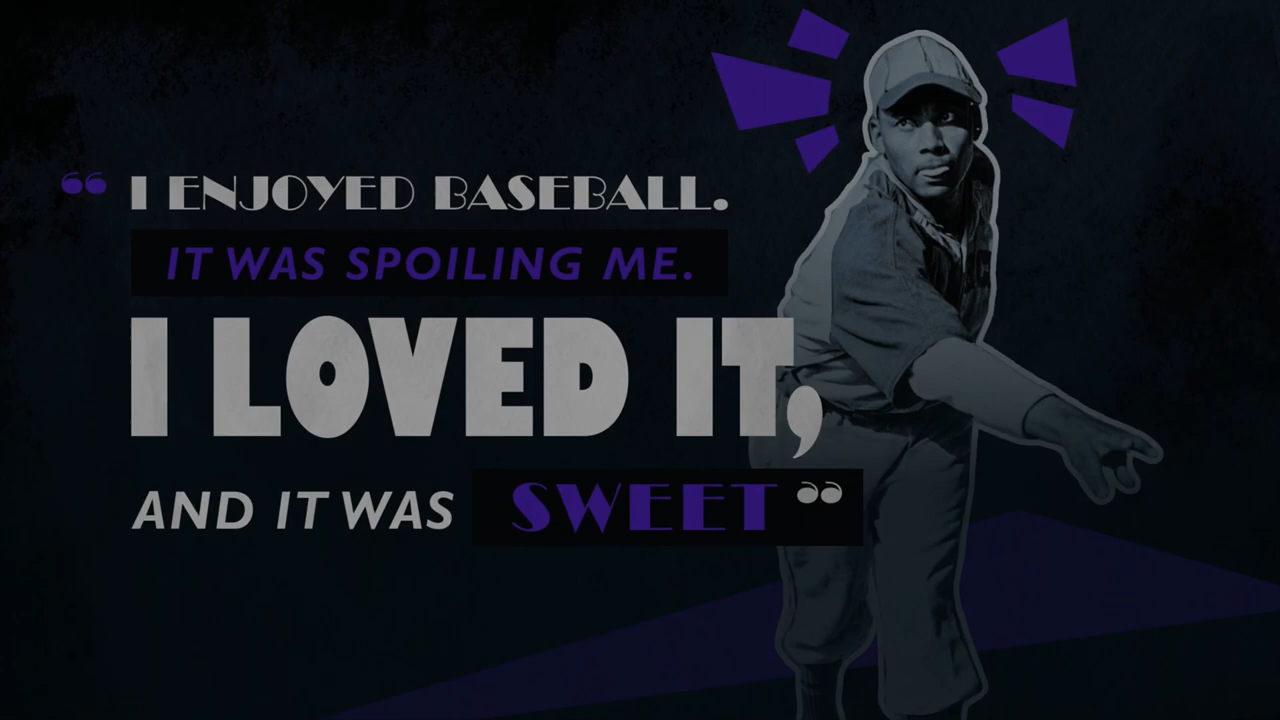 “ I ENJOYED BASEBALL.
IT WAS SPOILING ME.
I LOVED IT,
AND IT WAS SWEET ”